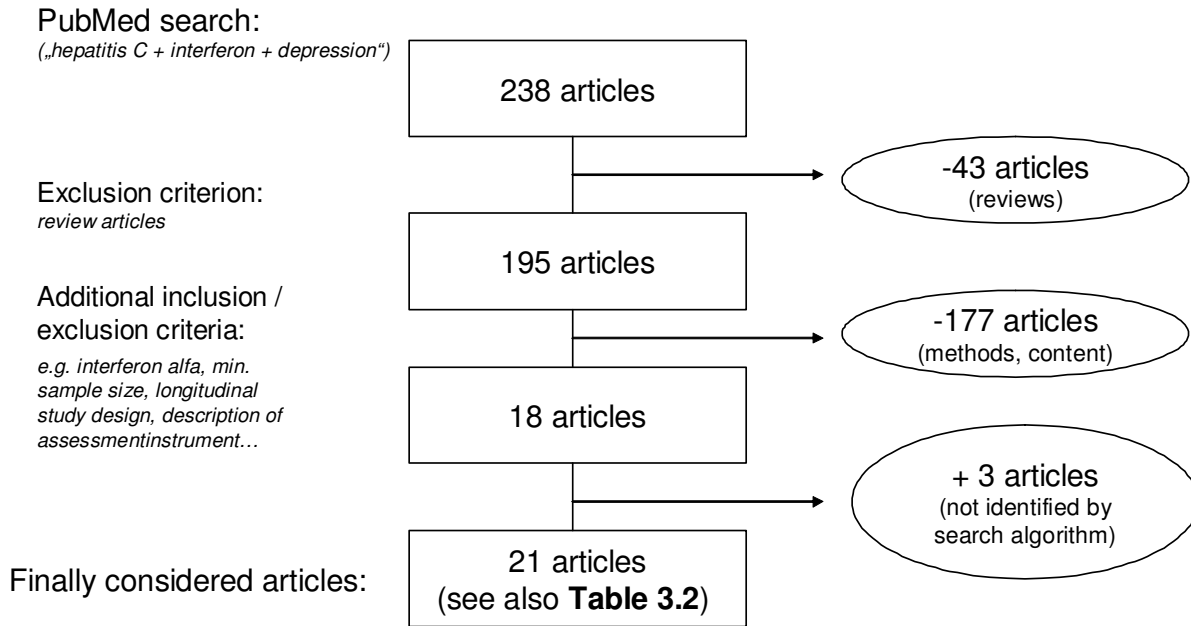 PubMed search:
(„hepatitis C + interferon + depression“)
238 articles
-43 articles
(reviews)
Exclusion criterion:
review articles
195 articles
Additional inclusion /
exclusion criteria:
e.g. interferon alfa, min.
sample size, longitudinal
study design, description of
assessmentinstrument…
-177 articles
(methods, content)
18 articles
+ 3 articles
(not identified by
search algorithm)
Finally considered articles:
21 articles
(see also Table 3.2)